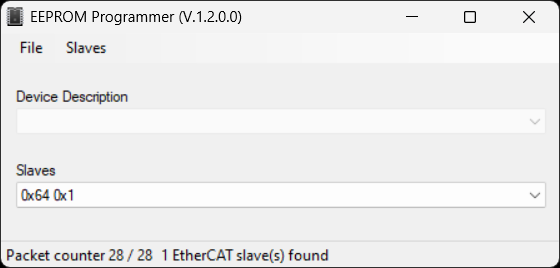 EEPROM Programmer (V.1.2.0.0)
File Slaves
Device Description
Slaves
0x64 0x1
Packet counter 28 / 28 1 EtherCAT slave(s) found